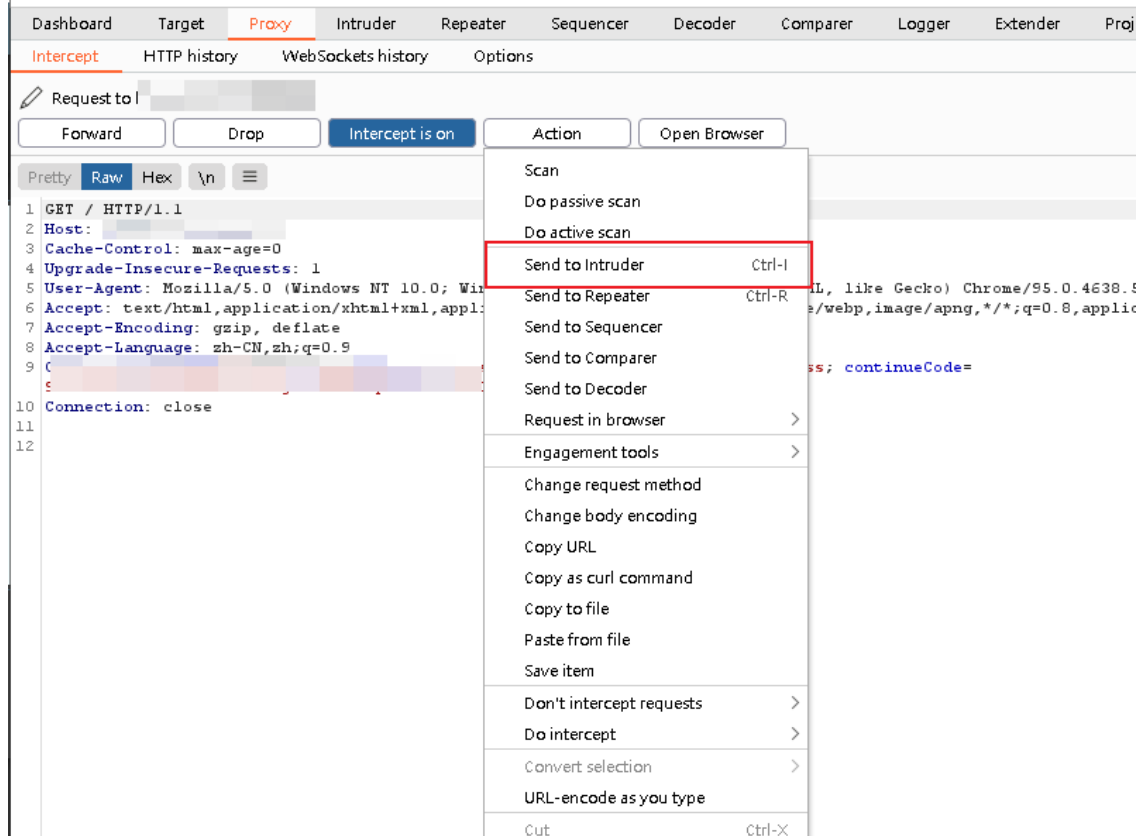 Dashboard Target Proxy Intruder Repeater Sequencer Decoder Comparer Logger Extender Proj
Intercept HTTP history WebSockets history Options
Request to
Forward Drop Intercept is on Action Open Browser
Pretty Raw Hex \n
1 GET / HTTP/1.1
2 Host:
3 Cache-Control: max-age=0
4 Upgrade-Insecure-Requests: 1
5 User-Agent: Mozilla/5.0 (Windows NT 10.0; Win L, like Gecko) Chrome/95.0.4638.5
6 Accept: text/html,application/xhtml+xml,appli e/webp,image/apng,*/*;q=0.8,applic
7 Accept-Encoding: gzip, deflate
8 Accept-Language: zh-CN,zh;q=0.9
9 ss; continueCode=
10 Connection: close
11
12
Scan
Do passive scan
Do active scan
Send to Intruder Ctrl-I
Send to Repeater Ctrl-R
Send to Sequencer
Send to Comparer
Send to Decoder
Request in browser
Engagement tools
Change request method
Change body encoding
Copy URL
Copy as curl command
Copy to file
Paste from file
Save item
Don't intercept requests
Do intercept
Convert selection
URL-encode as you type
Cut Ctrl-X